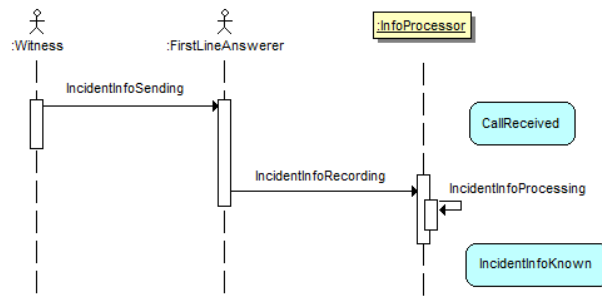 :Witness
:FirstLineAnswerer
:InfoProcessor
IncidentInfoSending
CallReceived
IncidentInfoRecording
IncidentInfoProcessing
IncidentInfoKnown